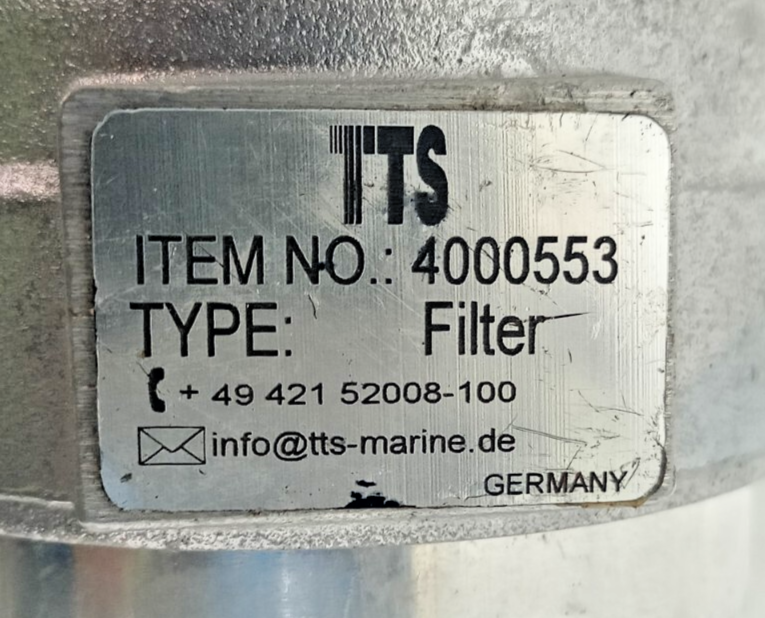 TTS
ITEM NO.: 4000553
TYPE: Filter
+ 49 421 52008-100
info@tts-marine.de
GERMANY